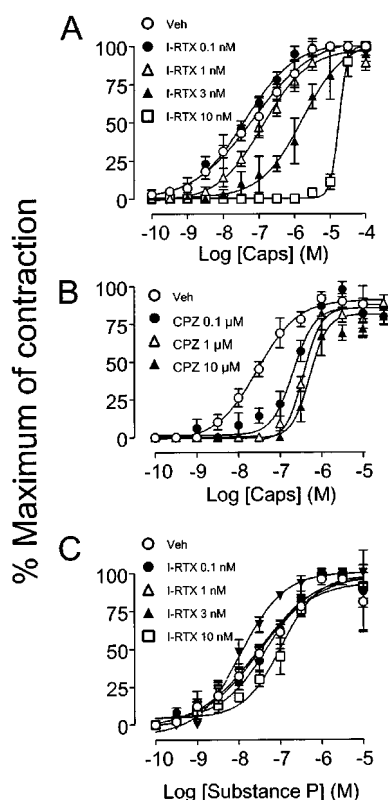 % Maximum of contraction
A
Veh
I-RTX 0.1 nM
I-RTX 1 nM
I-RTX 3 nM
I-RTX 10 nM
100
75
50
25
0
-10 -9 -8 -7 -6 -5 -4
Log [Caps] (M)
B
Veh
CPZ 0.1 µM
CPZ 1 µM
CPZ 10 µM
100
75
50
25
0
-10 -9 -8 -7 -6 -5
Log [Caps] (M)
C
Veh
I-RTX 0.1 nM
I-RTX 1 nM
I-RTX 3 nM
I-RTX 10 nM
100
75
50
25
0
-10 -9 -8 -7 -6 -5
Log [Substance P] (M)